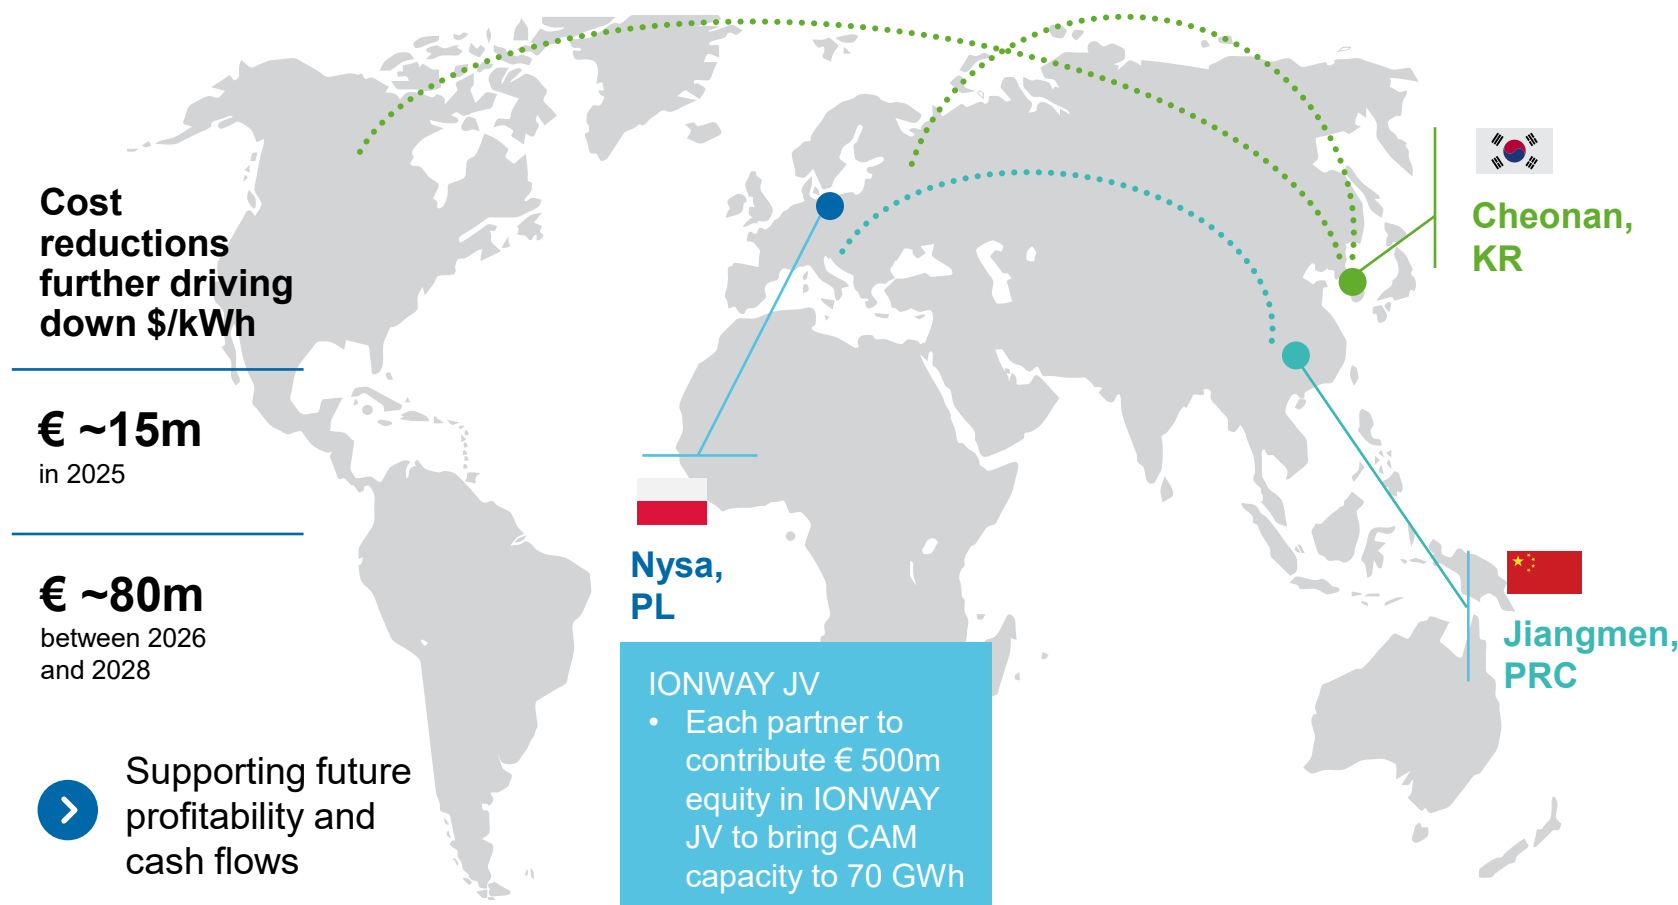 Cost
reductions
further driving
down $/kWh
€ ~15m
in 2025
€ ~80m
between 2026
and 2028
Supporting future
profitability and
cash flows
Nysa,
PL
IONWAY JV
• Each partner to
contribute € 500m
equity in IONWAY
JV to bring CAM
capacity to 70 GWh
Cheonan,
KR
Jiangmen,
PRC